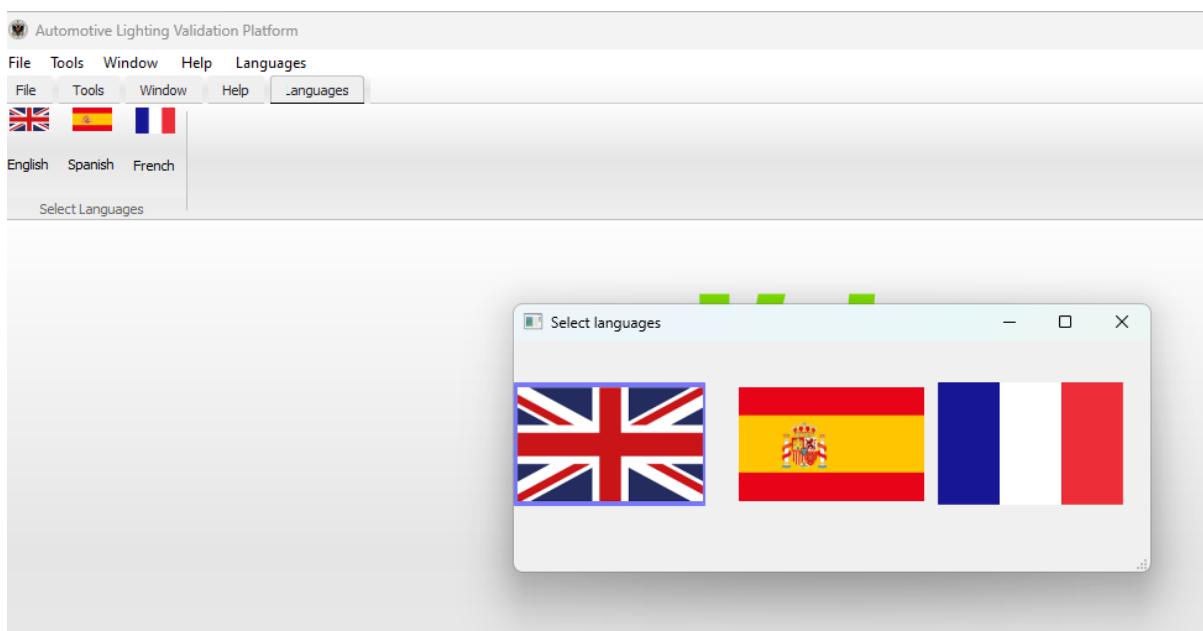 Automotive Lighting Validation Platform
File Tools Window Help Languages
File Tools Window Help Languages
English Spanish French
Select Languages
Select languages